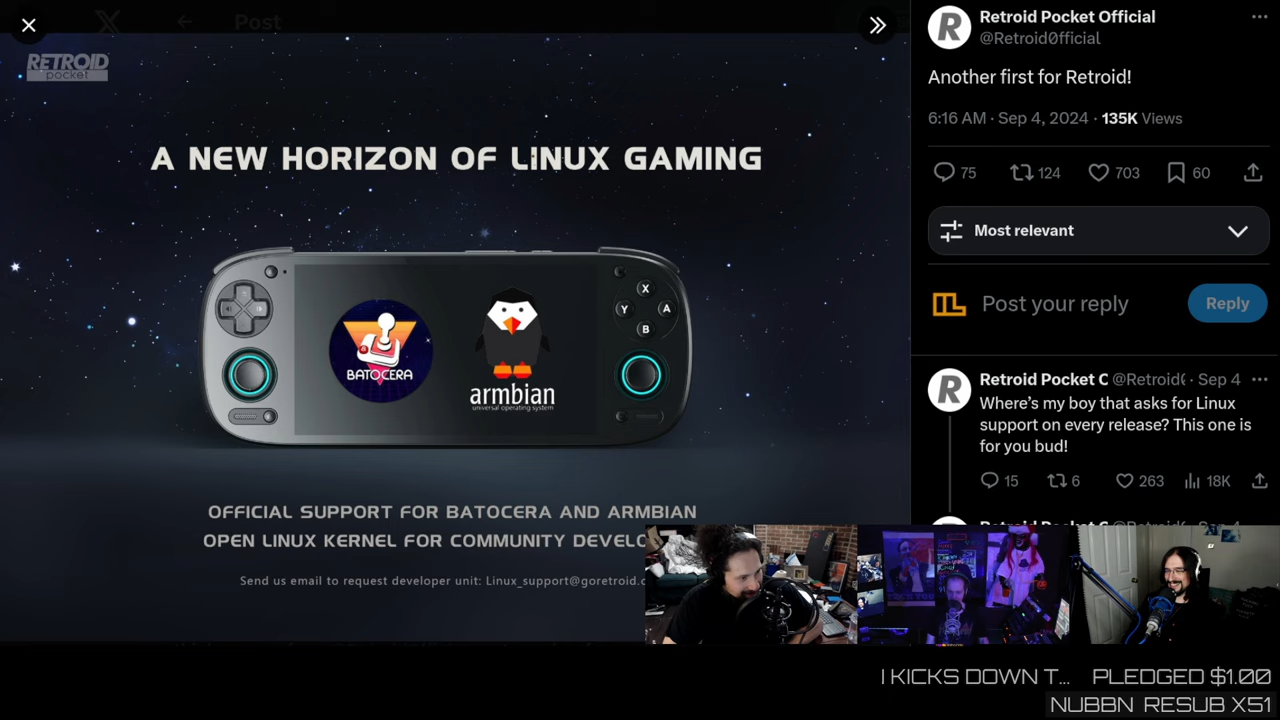 Post
RETROID
pocket
A NEW HORIZON OF LINUX GAMING
X
Y
A
B
BATOCERA
armbian
universal operating system
OFFICIAL SUPPORT FOR BATOCERA AND ARMBIAN
OPEN LINUX KERNEL FOR COMMUNITY DEVELO
Send us email to request developer unit: Linux_support@goretroid.c
Retroid Pocket Official
@Retroid0fficial
Another first for Retroid!
6:16 AM · Sep 4, 2024 · 135K Views
75 124 703 60
Most relevant
Post your reply
Reply
Retroid Pocket C @Retroid · Sep 4
Where's my boy that asks for Linux
support on every release? This one is
for you bud!
15 6 263 18K
I KICKS DOWN T... PLEDGED $1.00
NUBBN RESUB X51